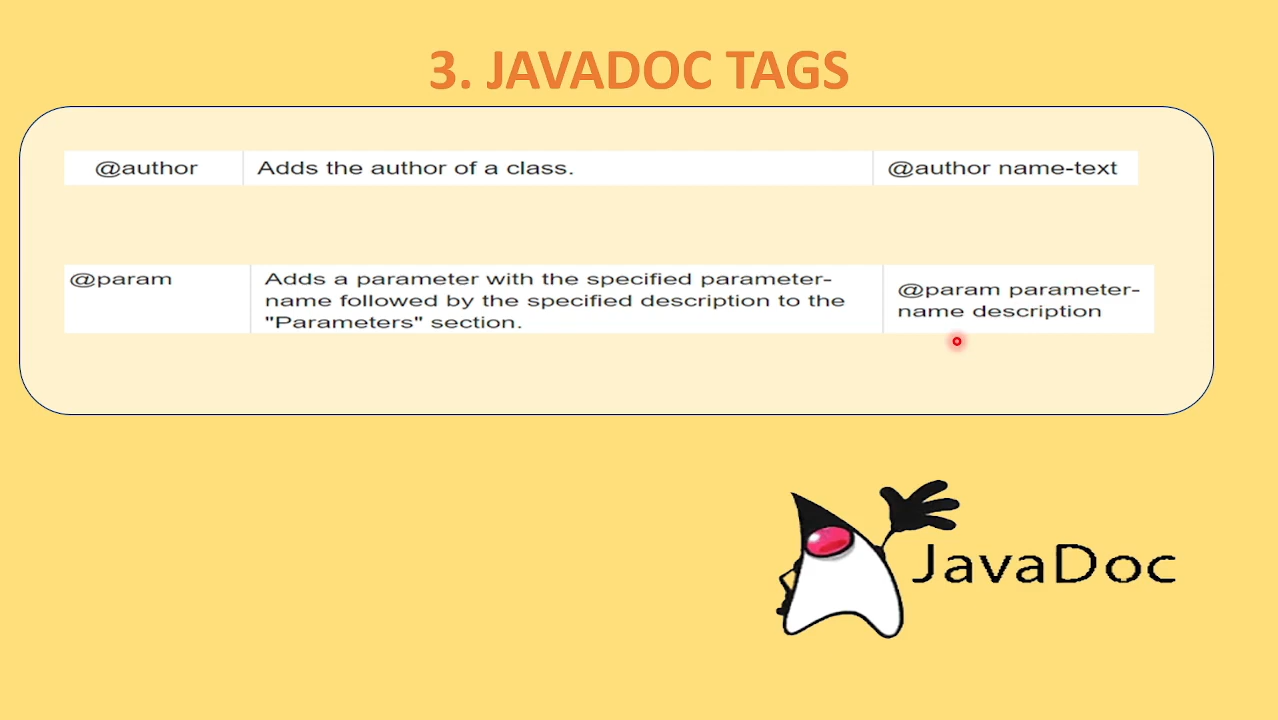 3. JAVADOC TAGS
@author
Adds the author of a class.
@author name-text
@param
Adds a parameter with the specified parameter-
name followed by the specified description to the
"Parameters" section.
@param parameter-
name description
JavaDoc